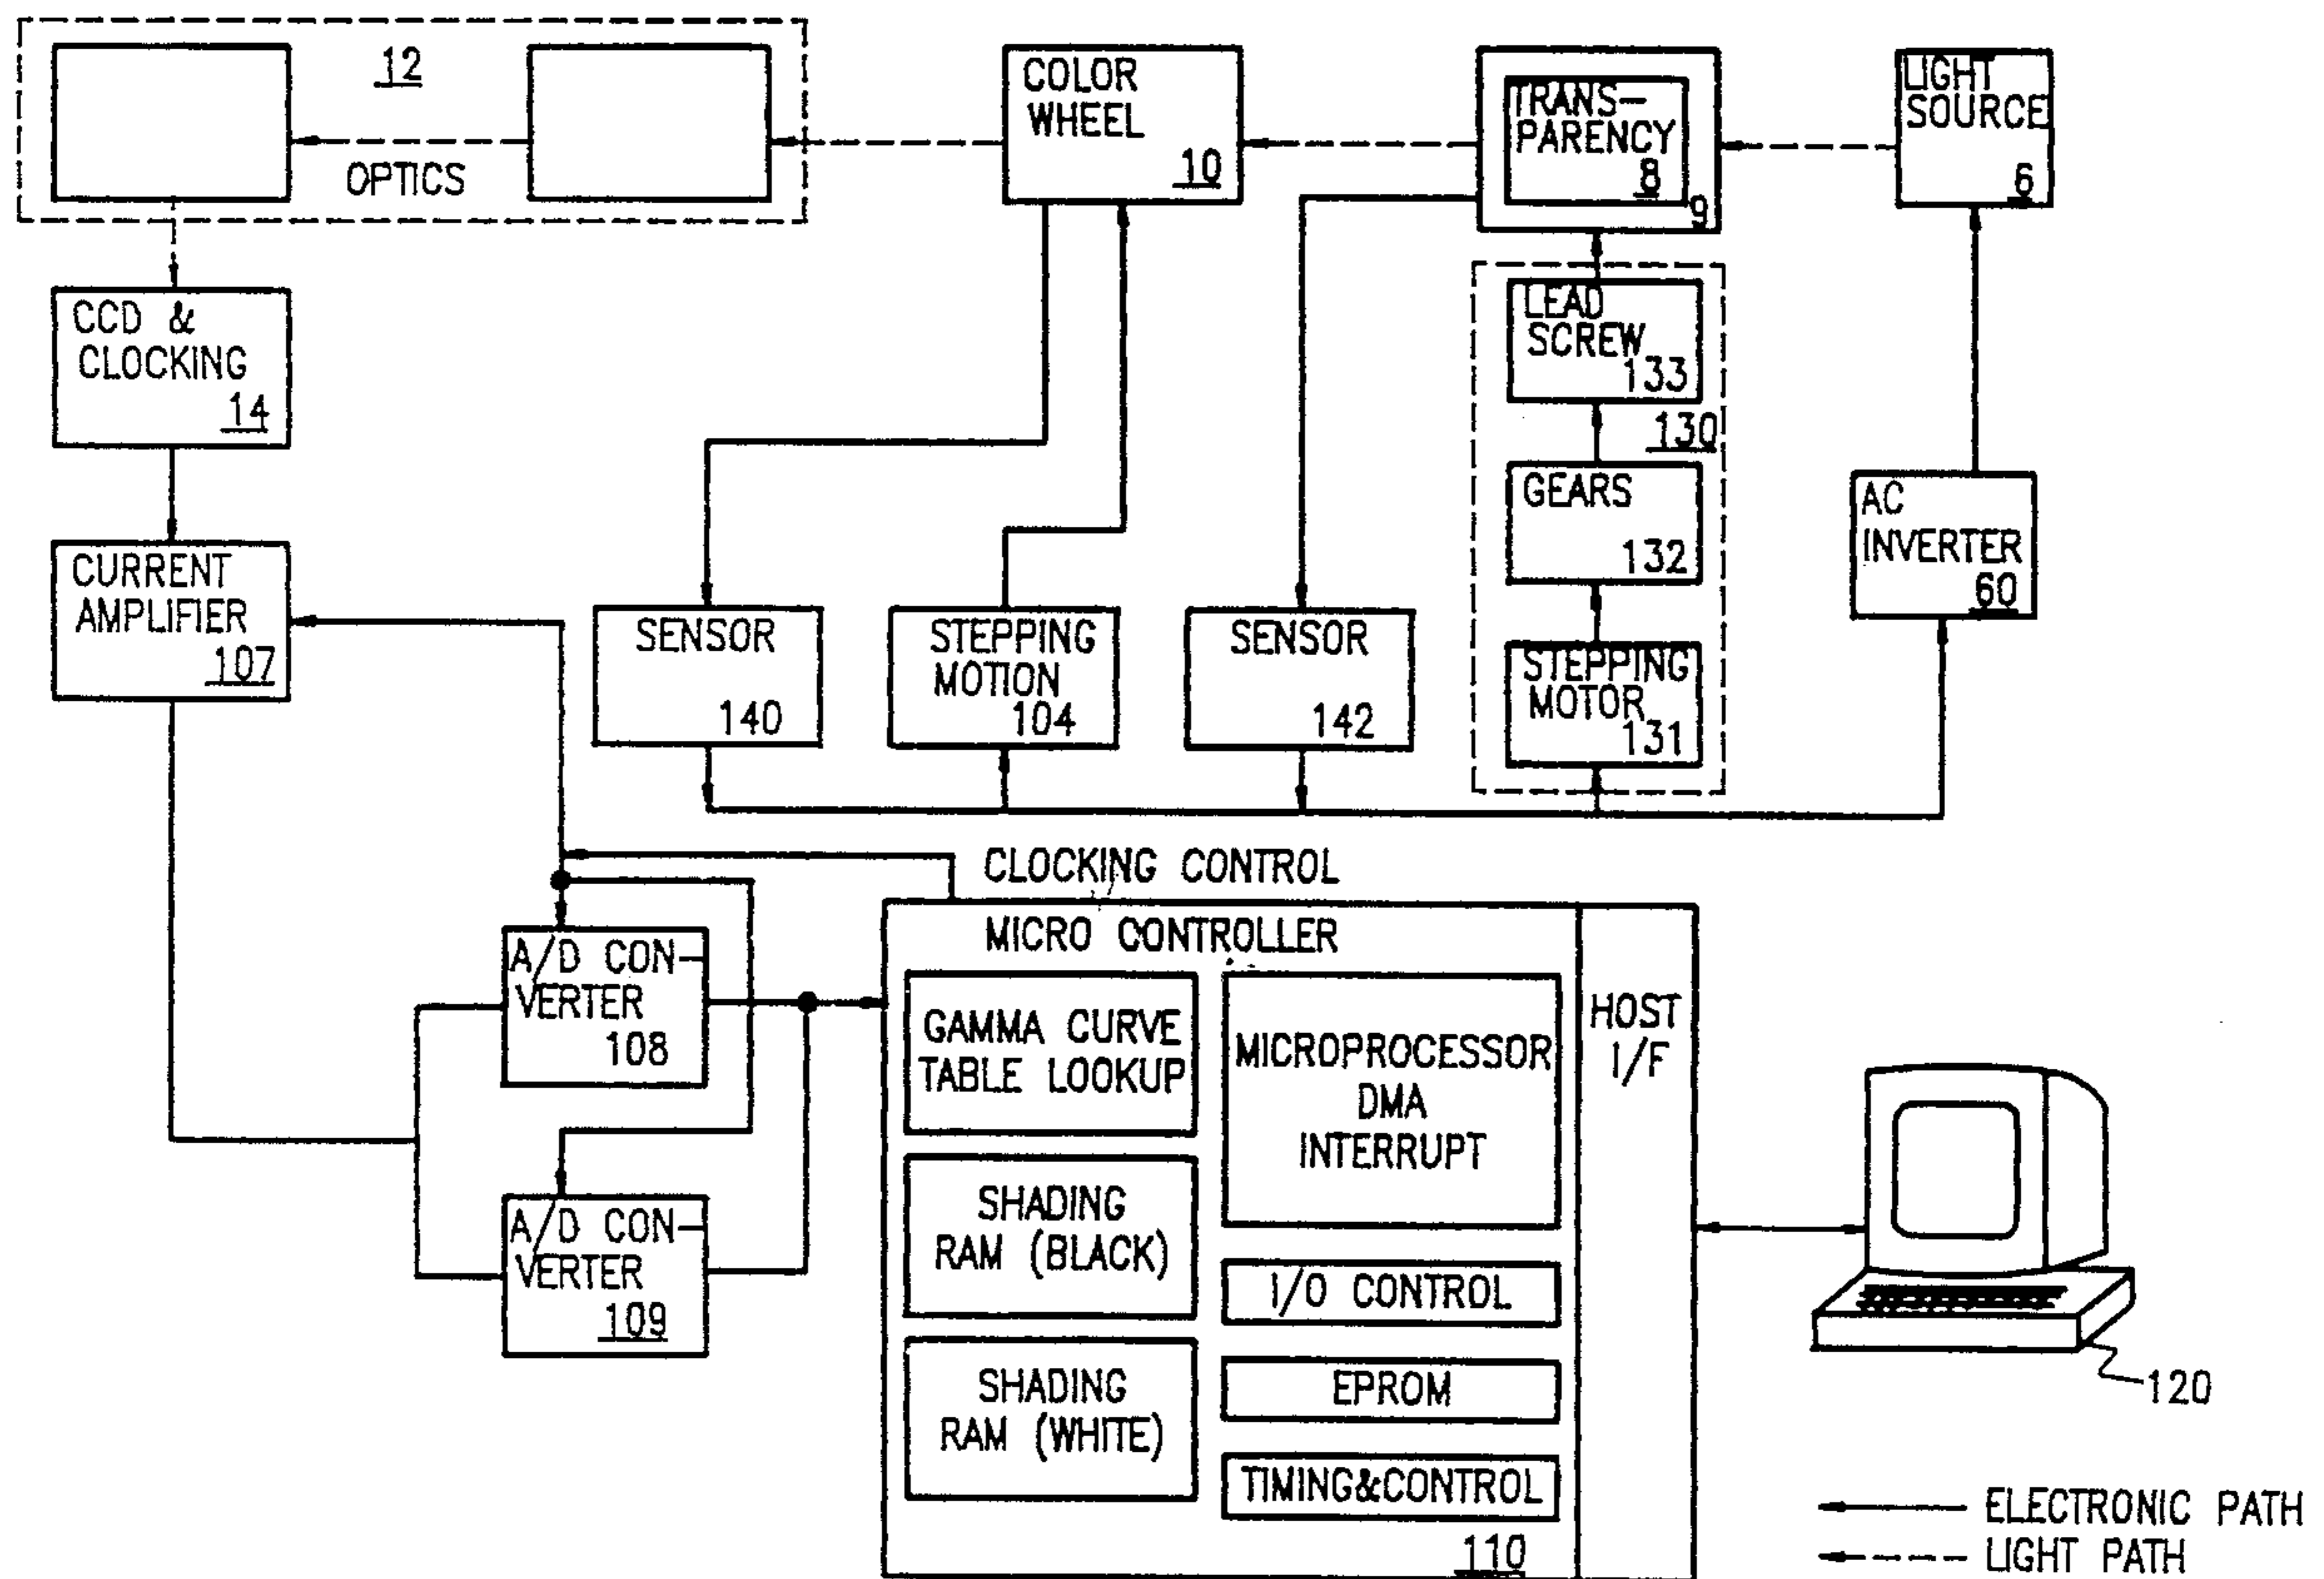 12
OPTICS
COLOR
WHEEL
10
TRANS-
PARENCY
8
9
LIGHT
SOURCE
6
CCD &
CLOCKING
14
LEAD
SCREW
133
130
GEARS
132
AC
INVERTER
60
CURRENT
AMPLIFIER
107
SENSOR
140
STEPPING
MOTION
104
SENSOR
142
STEPPING
MOTOR
131
CLOCKING CONTROL
MICRO CONTROLLER
A/D CON-
VERTER
108
A/D CON-
VERTER
109
GAMMA CURVE
TABLE LOOKUP
SHADING
RAM (BLACK)
SHADING
RAM (WHITE)
MICROPROCESSOR
DMA
INTERRUPT
I/O CONTROL
EPROM
TIMING&CONTROL
110
HOST
I/F
120
ELECTRONIC PATH
LIGHT PATH